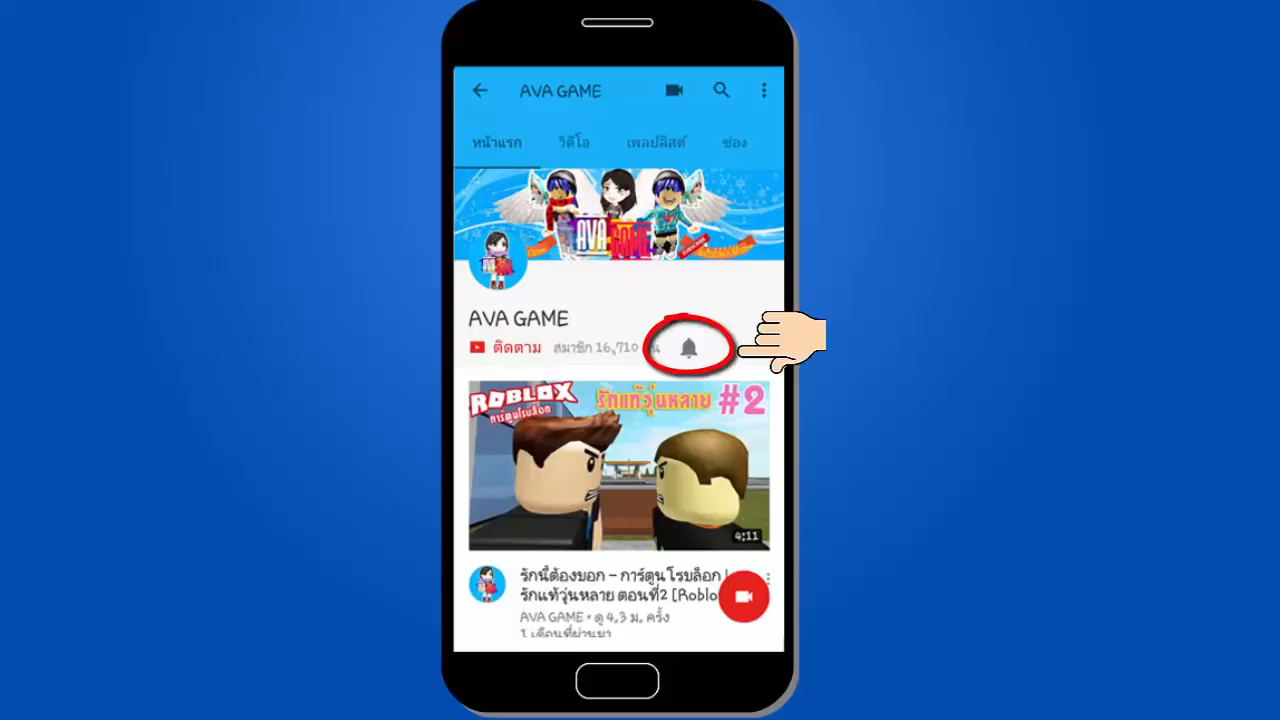 AVA GAME
หน้าแรก วิดีโอ เพลย์ลิสต์ ช่อง
AVA GAME
AVA GAME
ติดตาม สมาชิก 16,710
ROBLOX
การ์ตูนโรบล็อก
รักแท้วุ่นหลาย #2
4:11
รักนี้ต้องบอก - การ์ตูน โรบล็อก |
รักแท้วุ่นหลาย ตอนที่2 [Roblo
AVA GAME • ดู 4.3 ม. ครั้ง
1 เดือนที่ผ่านมา